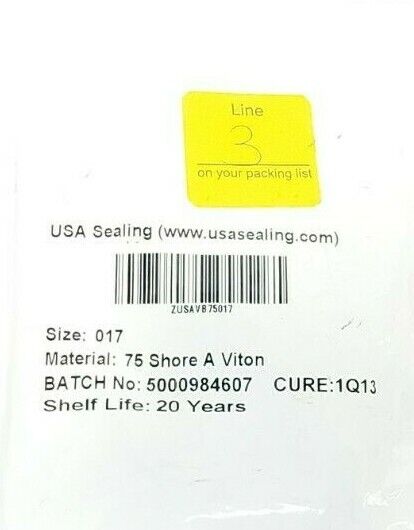 Line
3
on your packing list
USA Sealing (www.usasealing.com)
ZUSAVB75017
Size: 017
Material: 75 Shore A Viton
BATCH No: 5000984607 CURE:1Q13
Shelf Life: 20 Years